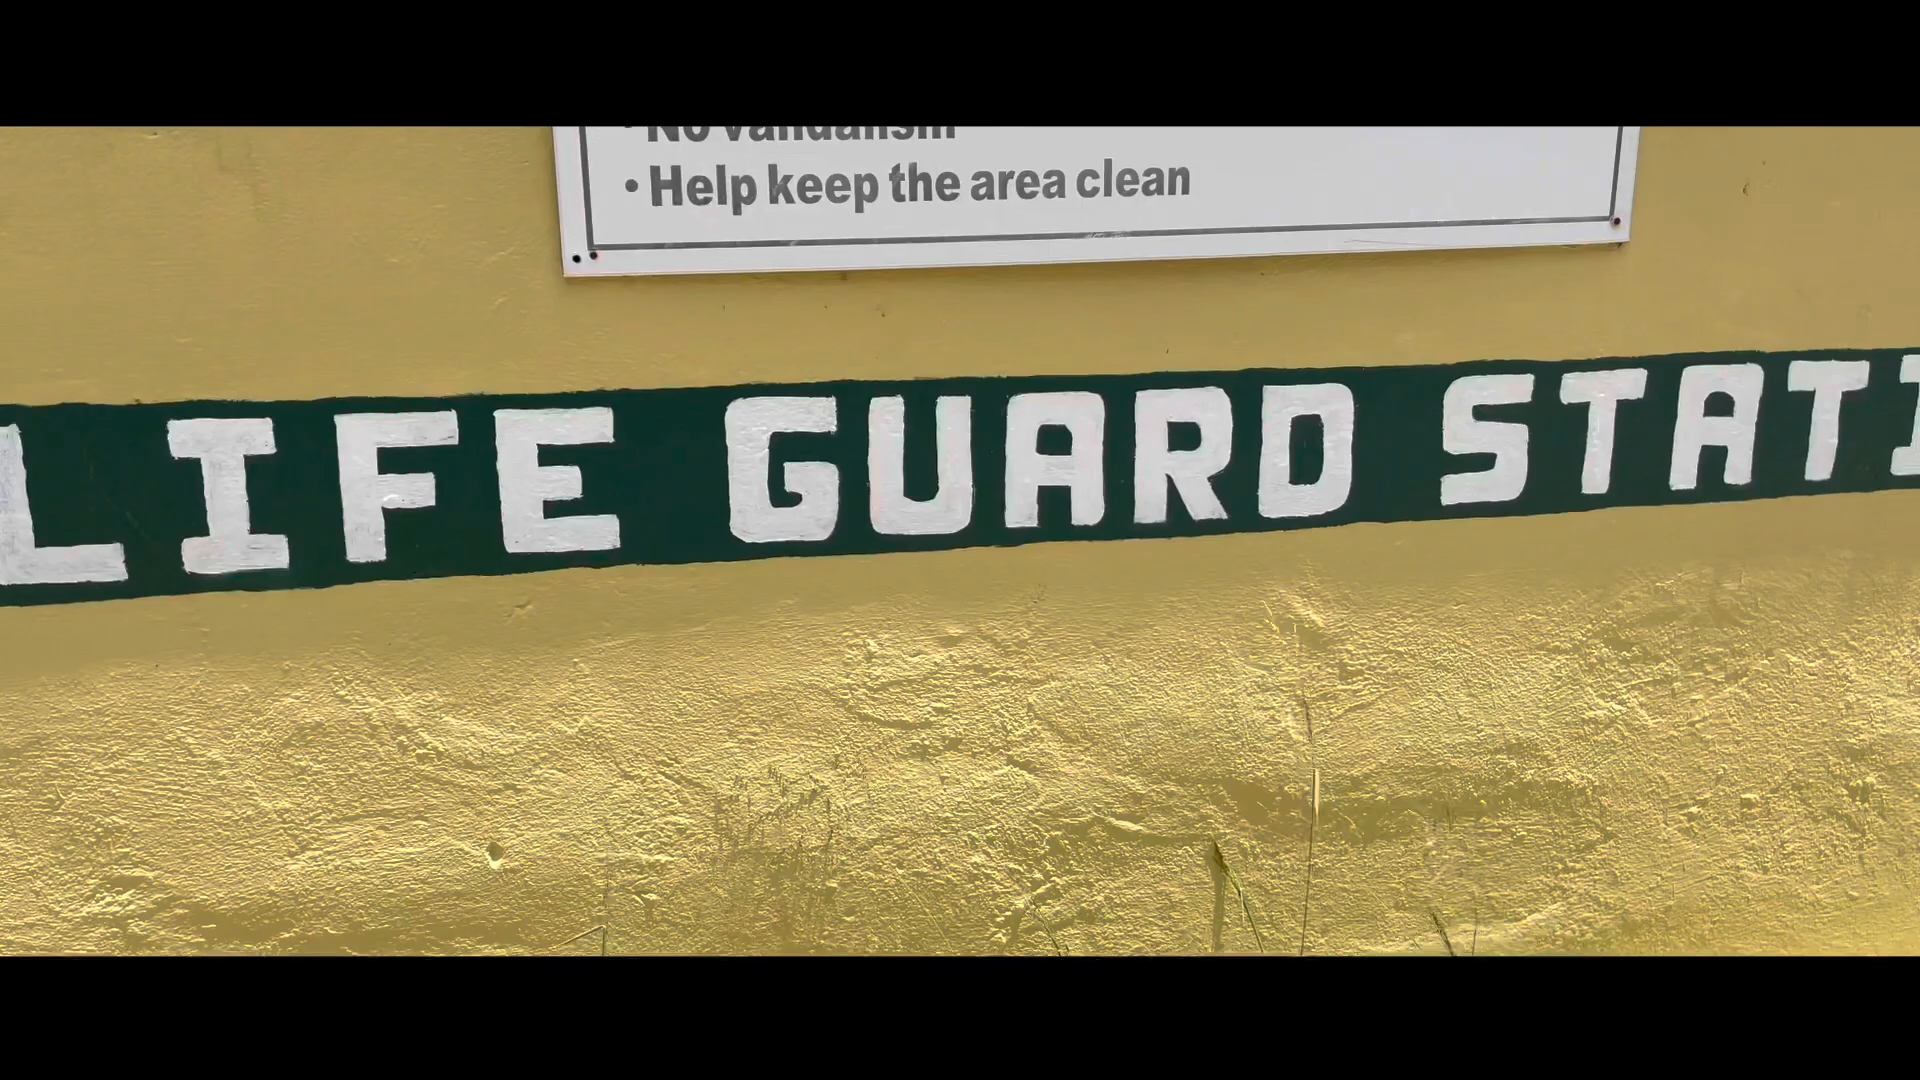 • No vandalism
• Help keep the area clean
LIFE GUARD STATI